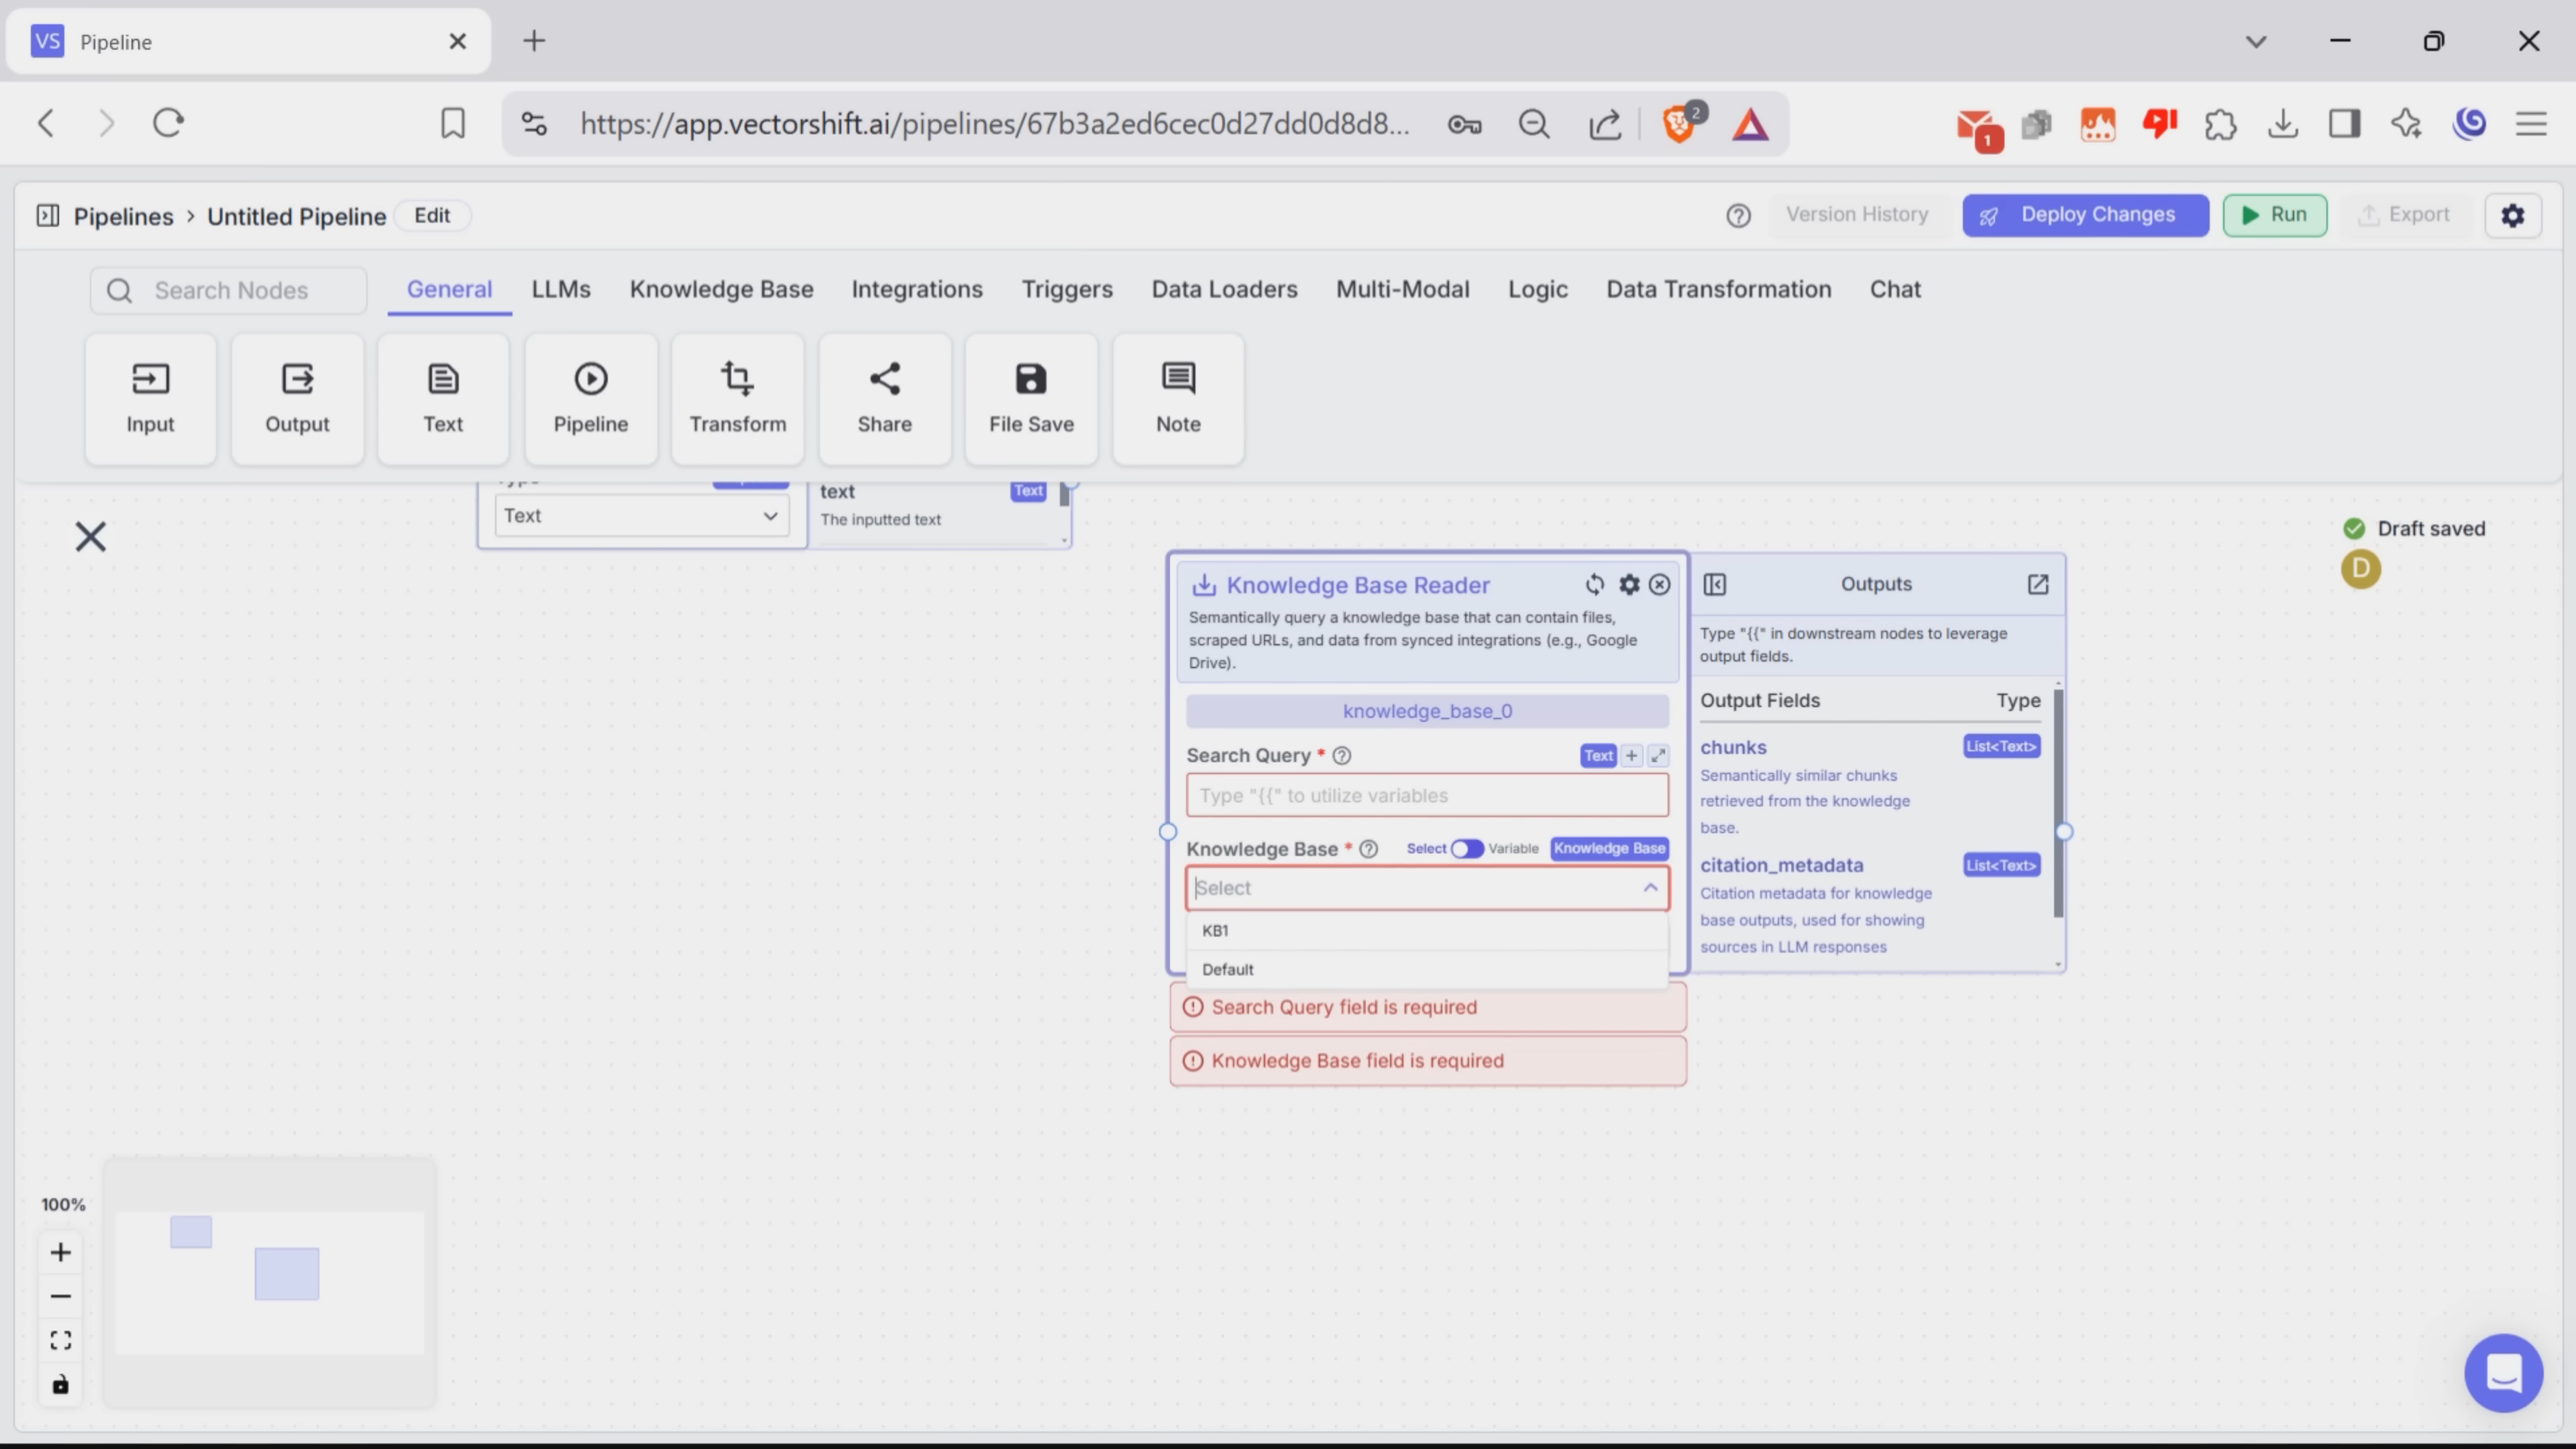 VS Pipeline
https://app.vectorshift.ai/pipelines/67b3a2ed6cec0d27dd0d8d8...
2
1
Pipelines > Untitled Pipeline Edit
Version History
Deploy Changes
Run
Export
Search Nodes
General
LLMs
Knowledge Base
Integrations
Triggers
Data Loaders
Multi-Modal
Logic
Data Transformation
Chat
Input
Output
Text
Pipeline
Transform
Share
File Save
Note
Text
text
Text
The inputted text
Draft saved
D
Knowledge Base Reader
Semantically query a knowledge base that can contain files,
scraped URLs, and data from synced integrations (e.g., Google
Drive).
knowledge_base_0
Search Query *
Text
Type "{{" to utilize variables
Knowledge Base *
Select
Variable
Knowledge Base
Select
KB1
Default
Search Query field is required
Knowledge Base field is required
Outputs
Type "{{" in downstream nodes to leverage
output fields.
Output Fields
Type
chunks
List<Text>
Semantically similar chunks
retrieved from the knowledge
base.
citation_metadata
List<Text>
Citation metadata for knowledge
base outputs, used for showing
sources in LLM responses
100%